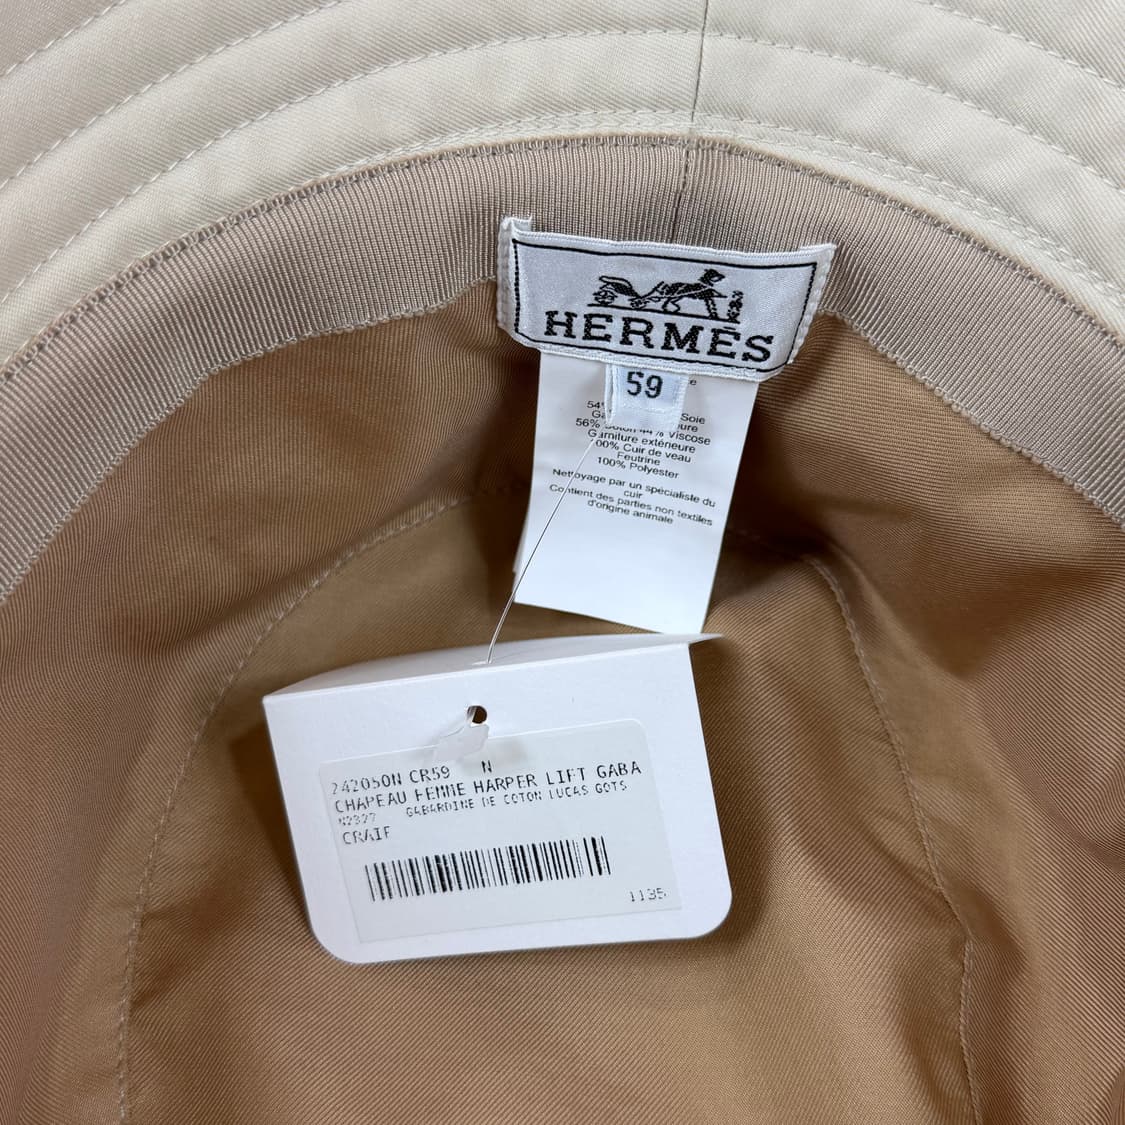 HERMÈS
59
54% Soie
56% Coton 44% Viscose
Garniture extérieure
100% Cuir de veau
Feutrine
100% Polyester
Nettoyage par un spécialiste du
cuir
Contient des parties non textiles
d'origine animale
242050N CR59 N
CHAPEAU FEMME HARPER LIFT GABA
N2327 GABARDINE DE COTON LUCAS GOTS
CRAIE
1135